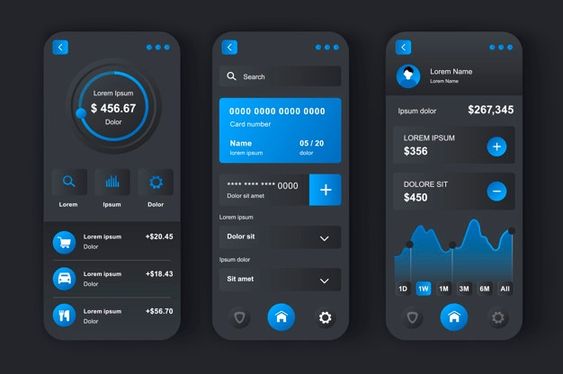 Lorem Ipsum
$ 456.67
Dolor
Lorem
Ipsum
Dolor
Lorem ipsum
+$20.45
Dolor
Lorem ipsum
+$18.43
Dolor
Lorem ipsum
+$56.70
Dolor
Search
0000 0000 0000 0000
Card number
Name
05 / 20
lorem ipsum
dolor
**** **** **** 0000
Dolor sit amet
+
Lorem ipsum
Dolor sit
Ipsum dolor
Sit amet
Lorem Name
Lorem Name
Ipsum dolor
$267,345
LOREM IPSUM
$356
+
DOLORE SIT
$450
−
1D 1W 1M 3M 6M All